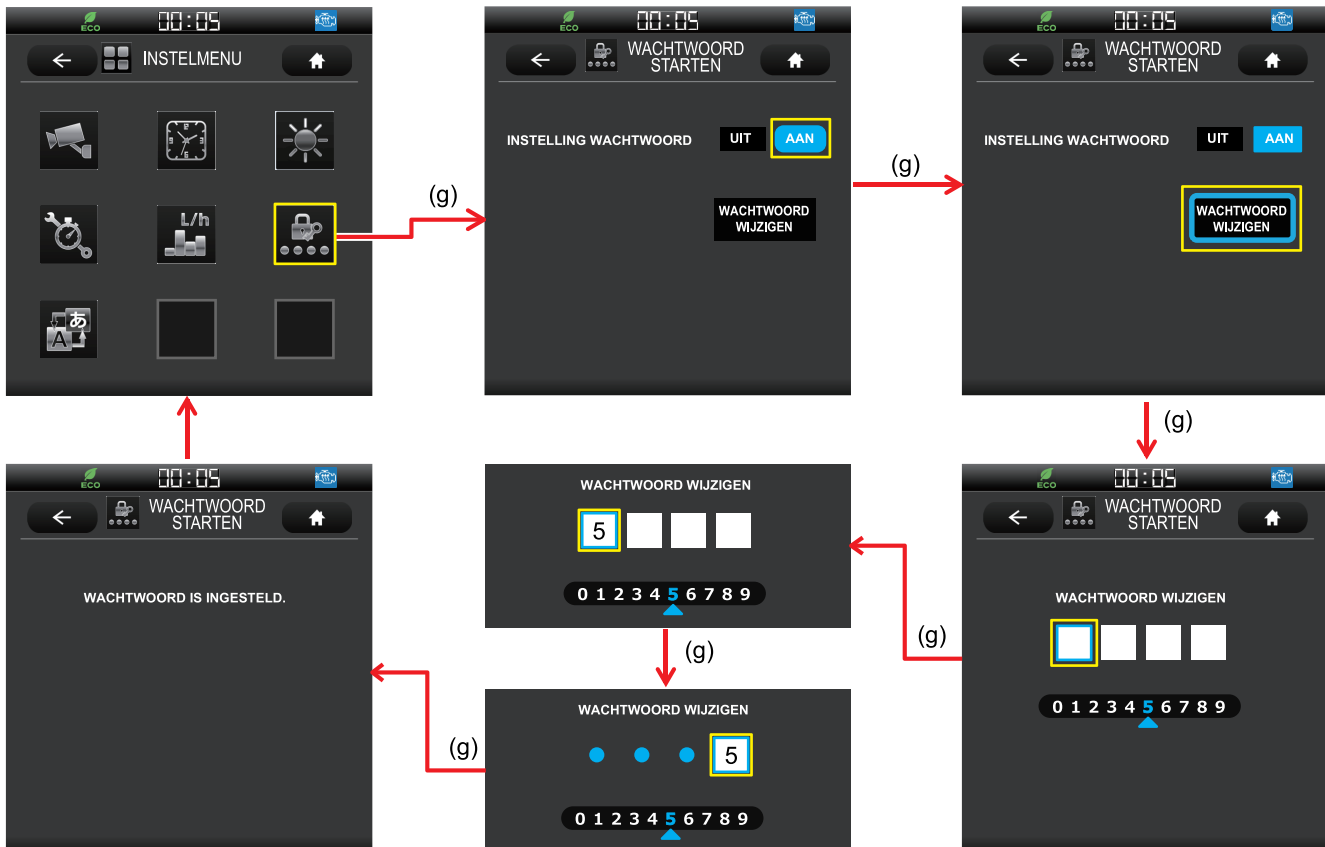 ECO 00:05
INSTELMENU
L/h
A あ
(g)
ECO 00:05
WACHTWOORD
STARTEN
INSTELLING WACHTWOORD UIT AAN
WACHTWOORD
WIJZIGEN
(g)
ECO 00:05
WACHTWOORD
STARTEN
INSTELLING WACHTWOORD UIT AAN
WACHTWOORD
WIJZIGEN
(g)
ECO 00:05
WACHTWOORD
STARTEN
WACHTWOORD WIJZIGEN
0 1 2 3 4 5 6 7 8 9
(g)
WACHTWOORD WIJZIGEN
5
0 1 2 3 4 5 6 7 8 9
(g)
WACHTWOORD WIJZIGEN
5
0 1 2 3 4 5 6 7 8 9
(g)
ECO 00:05
WACHTWOORD
STARTEN
WACHTWOORD IS INGESTELD.